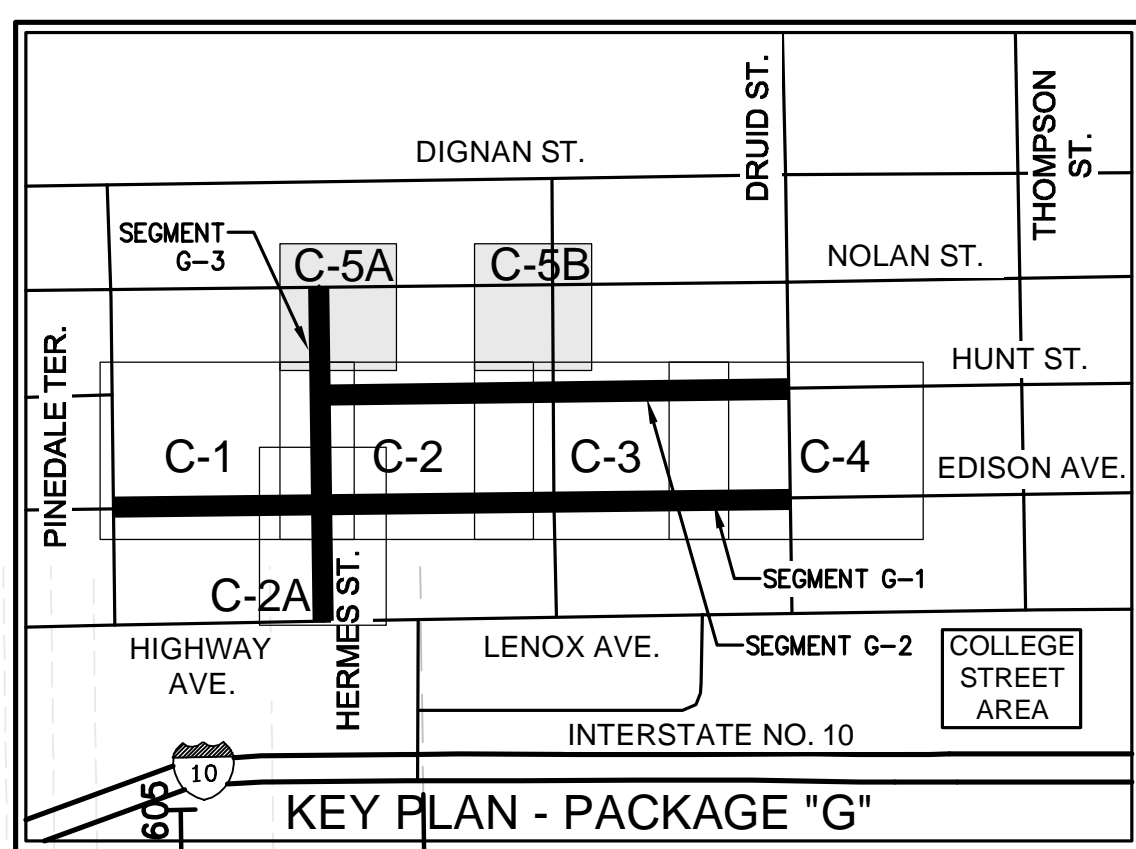 DRUID ST.
THOMPSON
ST.
DIGNAN ST.
SEGMENT
G-3
C-5A
C-5B
NOLAN ST.
PINEDALE TER.
HUNT ST.
C-1
C-2
C-3
C-4
EDISON AVE.
C-2A
HERMES ST.
SEGMENT G-1
HIGHWAY
AVE.
LENOX AVE.
SEGMENT G-2
COLLEGE
STREET
AREA
INTERSTATE NO. 10
10
605
KEY PLAN - PACKAGE "G"